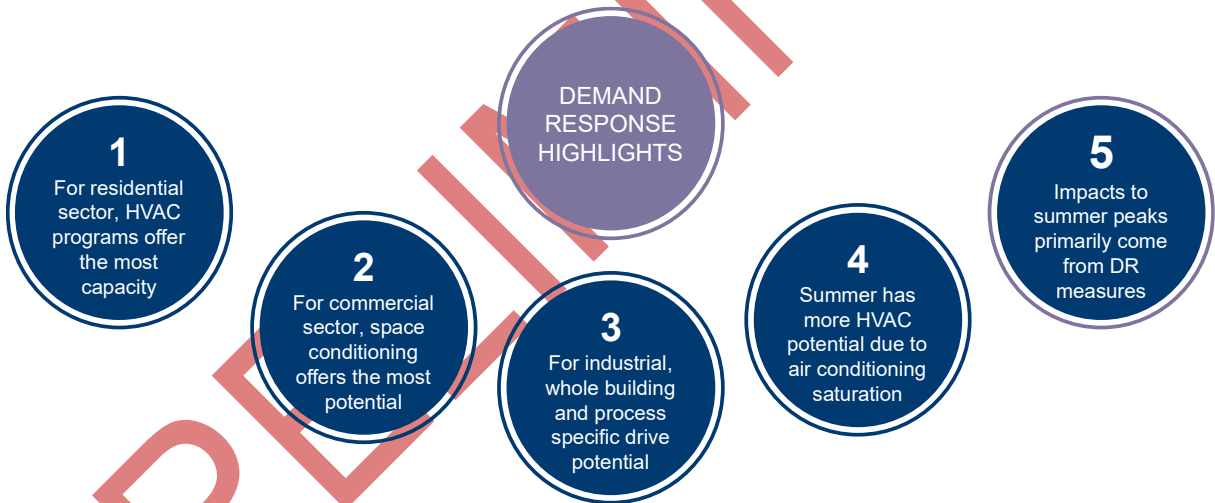 DEMAND
RESPONSE
HIGHLIGHTS
1
For residential
sector, HVAC
programs offer
the most
capacity
2
For commercial
sector, space
conditioning
offers the most
potential
3
For industrial,
whole building
and process
specific drive
potential
4
Summer has
more HVAC
potential due to
air conditioning
saturation
5
Impacts to
summer peaks
primarily come
from DR
measures